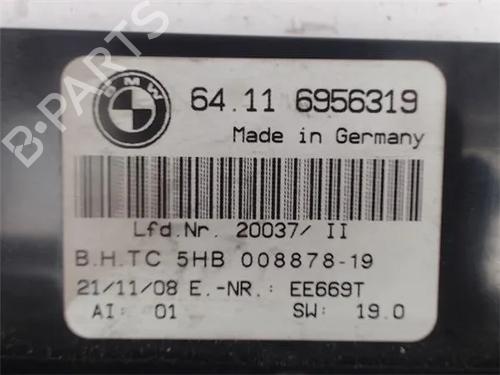 BMW
64.11 6956319
Made in Germany
Lfd.Nr. 20037/ II
B.H.TC 5HB 008878-19
21/11/08 E.-NR.: EE669T
AI: 01 SW: 19.0
B-PARTS